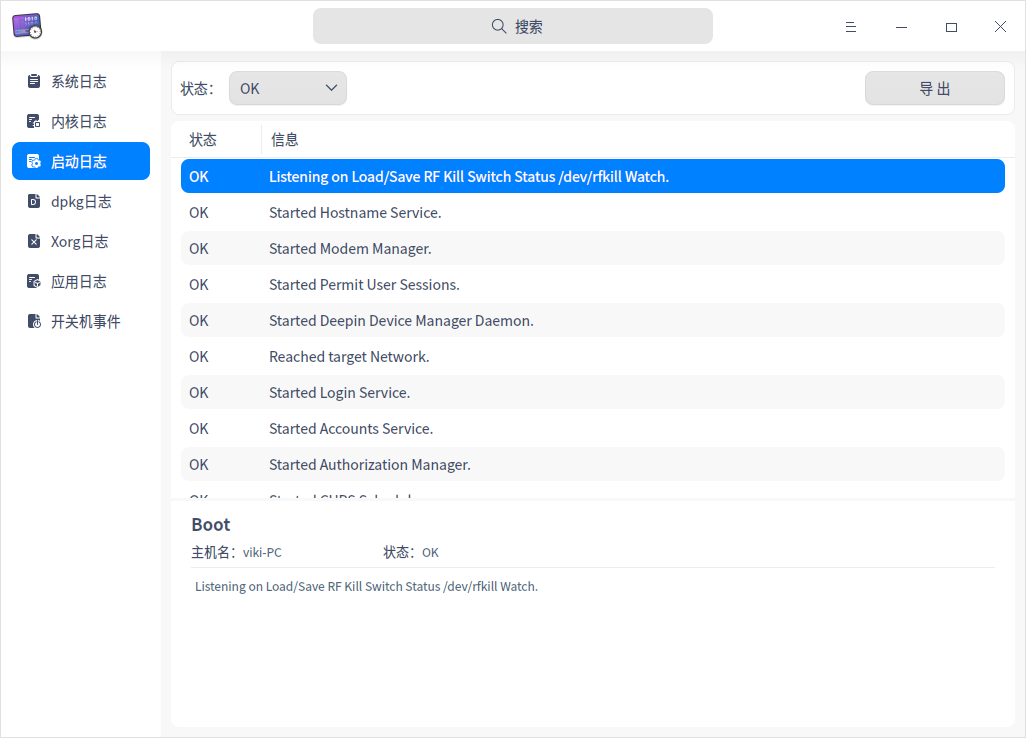 搜索
系统日志
内核日志
启动日志
dpkg日志
Xorg日志
应用日志
开关机事件
状态： OK 导 出
状态 信息
OK Listening on Load/Save RF Kill Switch Status /dev/rfkill Watch.
OK Started Hostname Service.
OK Started Modem Manager.
OK Started Permit User Sessions.
OK Started Deepin Device Manager Daemon.
OK Reached target Network.
OK Started Login Service.
OK Started Accounts Service.
OK Started Authorization Manager.
OK Started CUPS
Boot
主机名： viki-PC 状态： OK
Listening on Load/Save RF Kill Switch Status /dev/rfkill Watch.